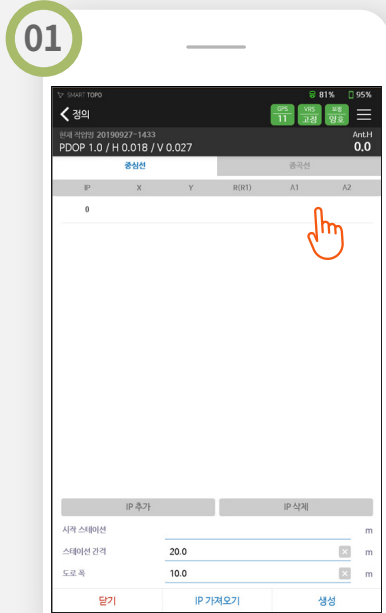 01
SMART TOPO 81% 95%
정의 GPS 11 VRS 고정 보정 양호
현재 작업명 20190927-1433 Ant.H
PDOP 1.0 / H 0.018 / V 0.027 0.0
중심선 종곡선
IP X Y R(R1) A1 A2
0
IP 추가 IP 삭제
시작 스테이션 m
스테이션 간격 20.0 m
도로 폭 10.0 m
닫기 IP 가져오기 생성